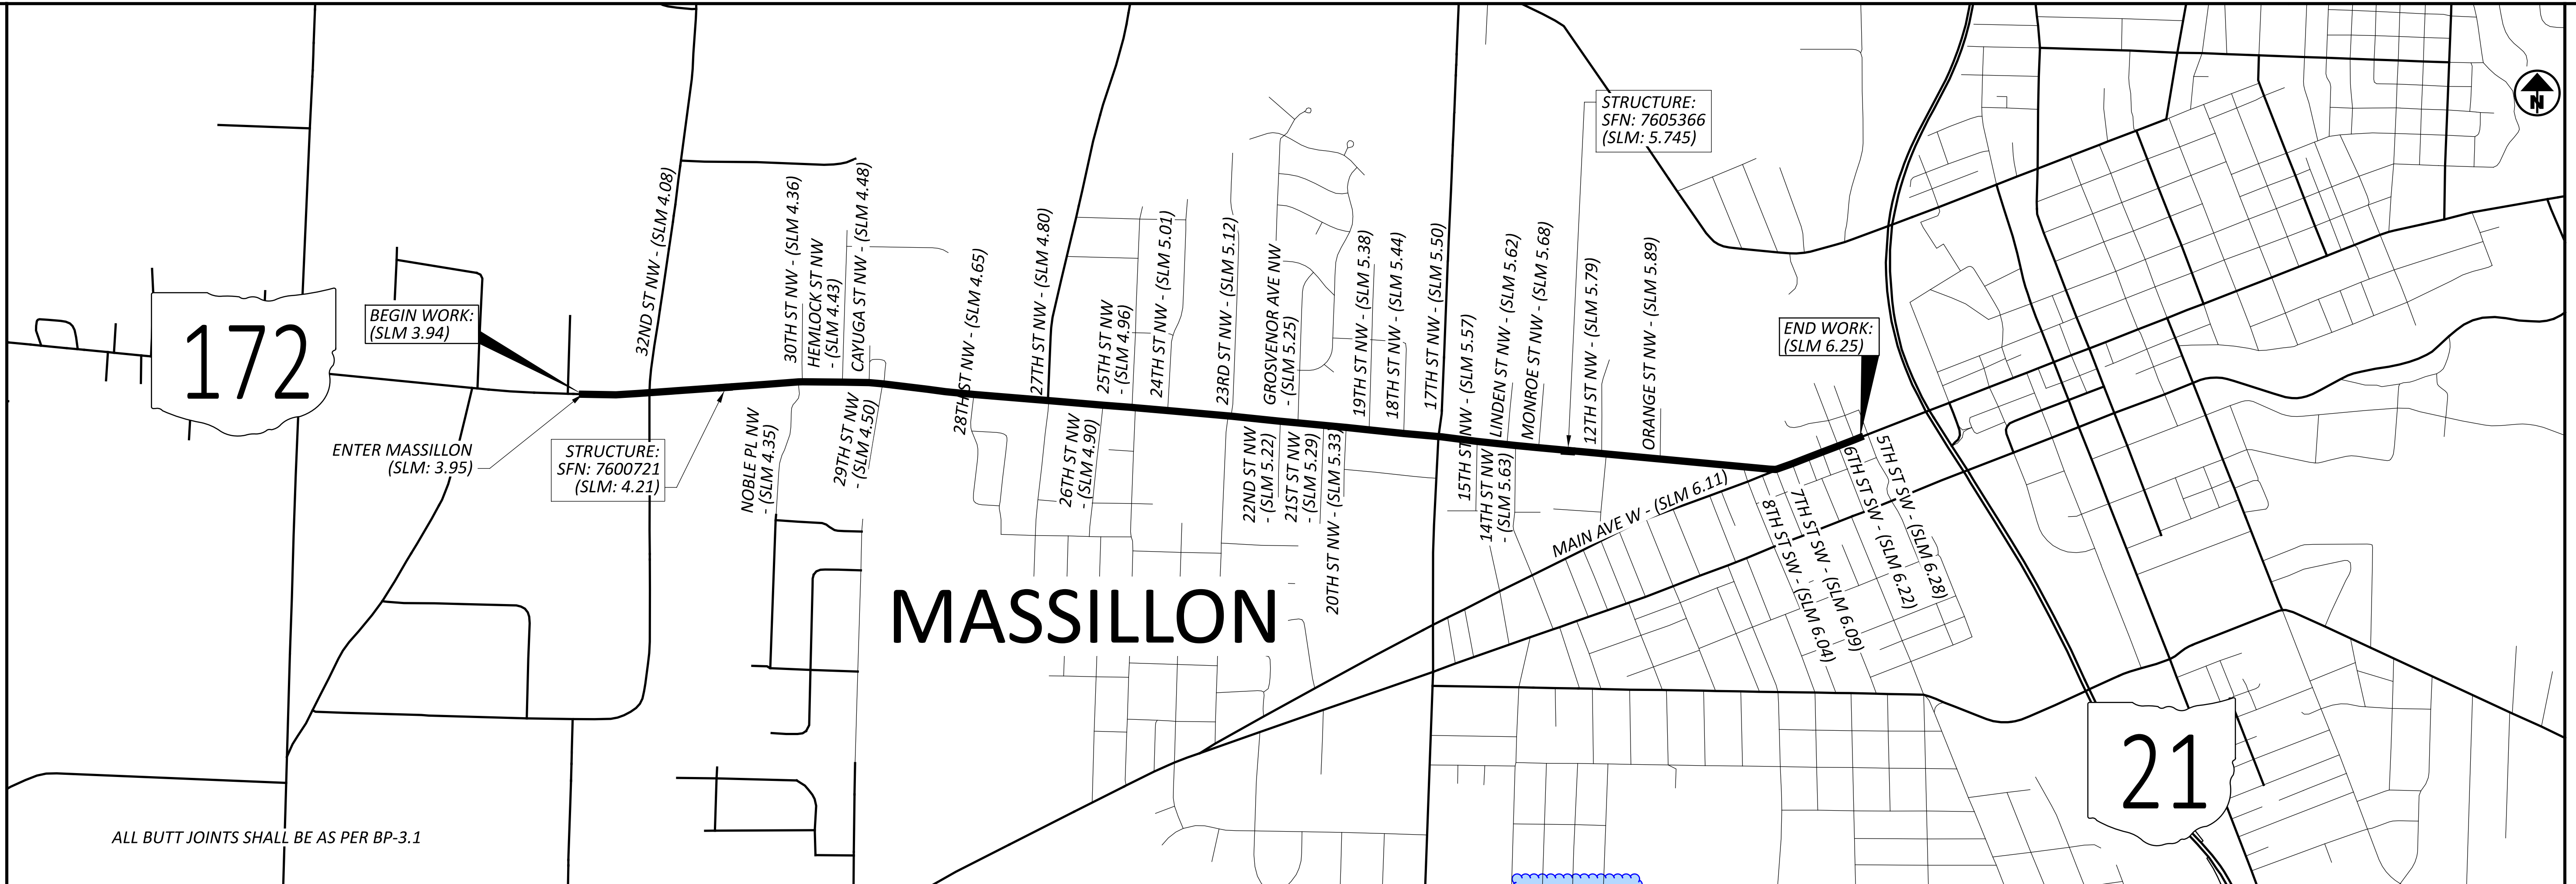 STRUCTURE:
SFN: 7605366
(SLM: 5.745)
N
172
BEGIN WORK:
(SLM 3.94)
32ND ST NW - (SLM 4.08)
30TH ST NW - (SLM 4.36)
HEMLOCK ST NW
- (SLM 4.43)
CAYUGA ST NW - (SLM 4.48)
28TH ST NW - (SLM 4.65)
27TH ST NW - (SLM 4.80)
25TH ST NW
- (SLM 4.96)
24TH ST NW - (SLM 5.01)
23RD ST NW - (SLM 5.12)
GROSVENOR AVE NW
- (SLM 5.25)
19TH ST NW - (SLM 5.38)
18TH ST NW - (SLM 5.44)
17TH ST NW - (SLM 5.50)
15TH ST NW - (SLM 5.57)
LINDEN ST NW - (SLM 5.62)
MONROE ST NW - (SLM 5.68)
12TH ST NW - (SLM 5.79)
ORANGE ST NW - (SLM 5.89)
END WORK:
(SLM 6.25)
ENTER MASSILLON
(SLM: 3.95)
STRUCTURE:
SFN: 7600721
(SLM: 4.21)
NOBLE PL NW
- (SLM 4.35)
29TH ST NW
- (SLM 4.50)
26TH ST NW
- (SLM 4.90)
22ND ST NW
- (SLM 5.22)
21ST ST NW
- (SLM 5.29)
20TH ST NW - (SLM 5.33)
14TH ST NW
- (SLM 5.63)
MAIN AVE W - (SLM 6.11)
8TH ST SW - (SLM 6.04)
7TH ST SW - (SLM 6.09)
6TH ST SW - (SLM 6.22)
5TH ST SW - (SLM 6.28)
MASSILLON
21
ALL BUTT JOINTS SHALL BE AS PER BP-3.1